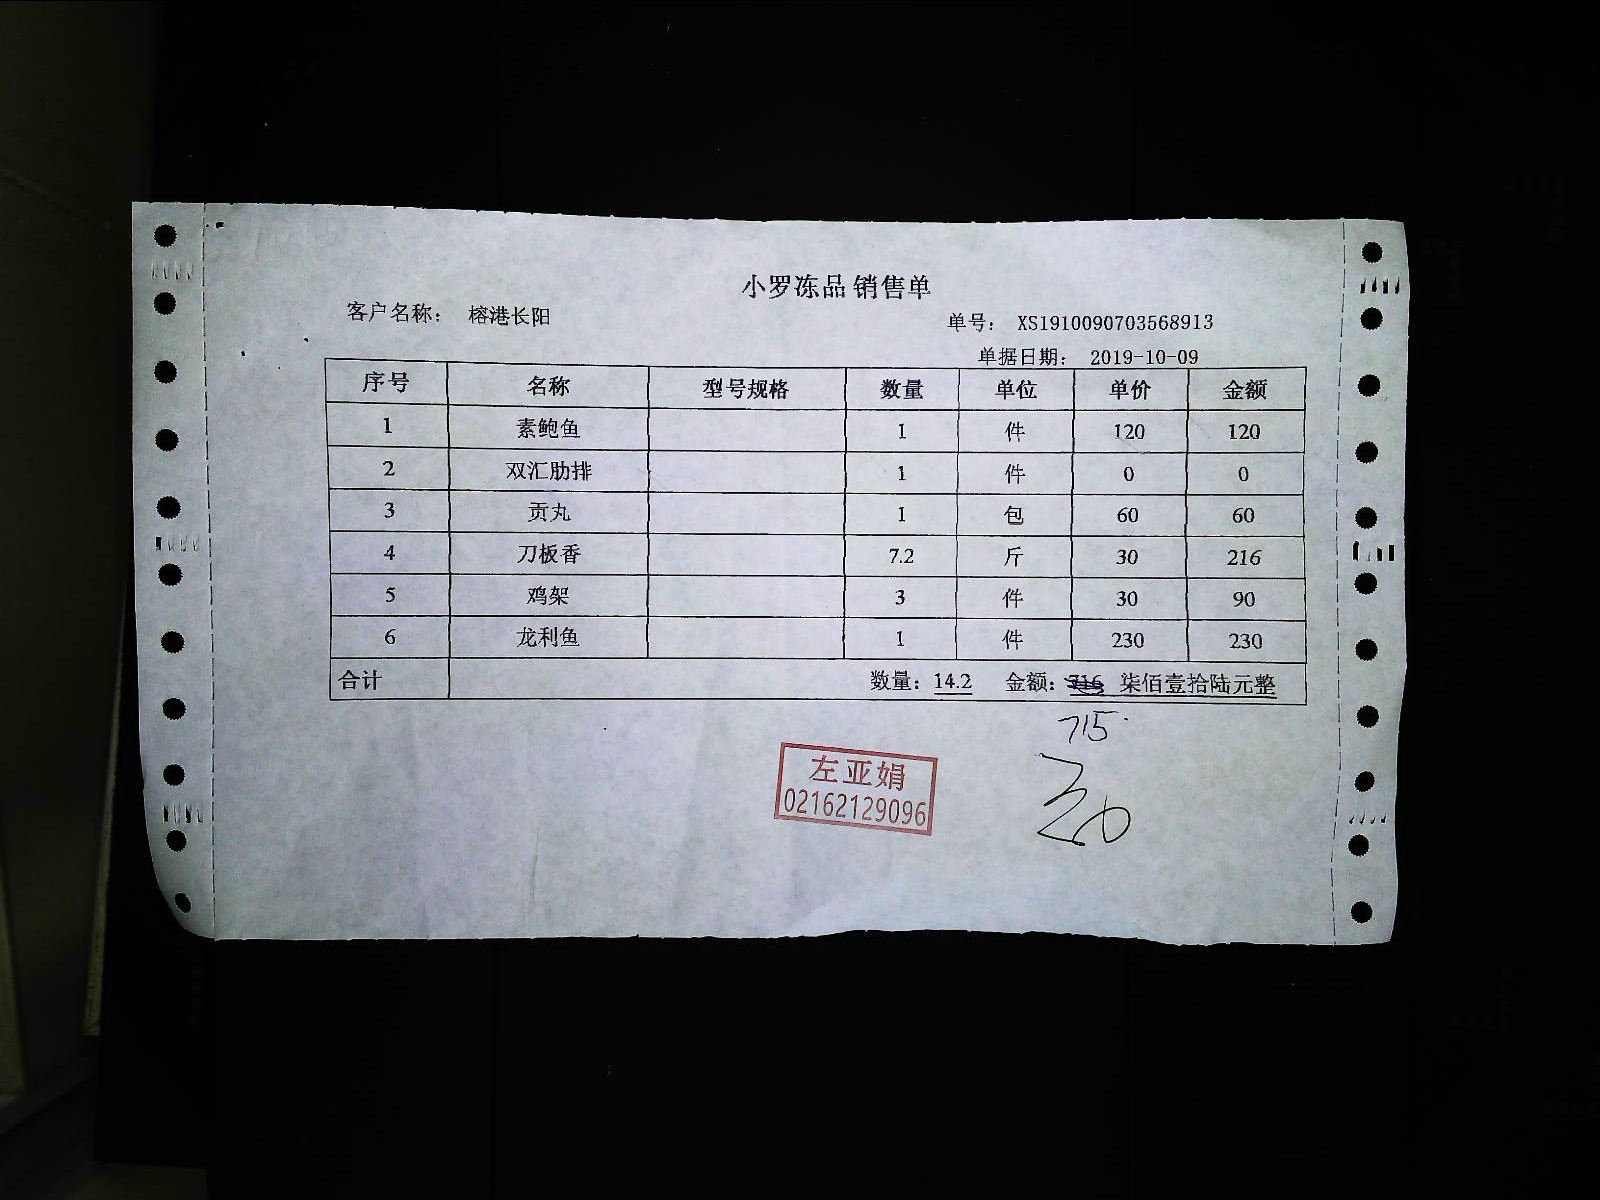 小罗冻品 销售单
客户名称： 榕港长阳
单号： XS1910090703568913
单据日期： 2019-10-09
序号 名称 型号规格 数量 单位 单价 金额
1 素鲍鱼 1 件 120 120
2 双汇肋排 1 件 0 0
3 贡丸 1 包 60 60
4 刀板香 7.2 斤 30 216
5 鸡架 3 件 30 90
6 龙利鱼 1 件 230 230
合计 数量：14.2 金额：716 柒佰壹拾陆元整
715
左亚娟
02162129096